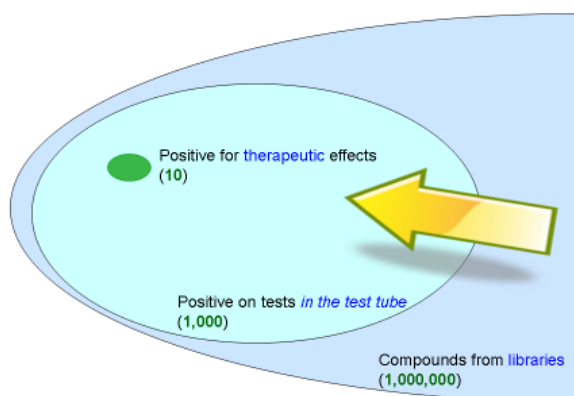 Positive for therapeutic effects
(10)
Positive on tests in the test tube
(1,000)
Compounds from libraries
(1,000,000)